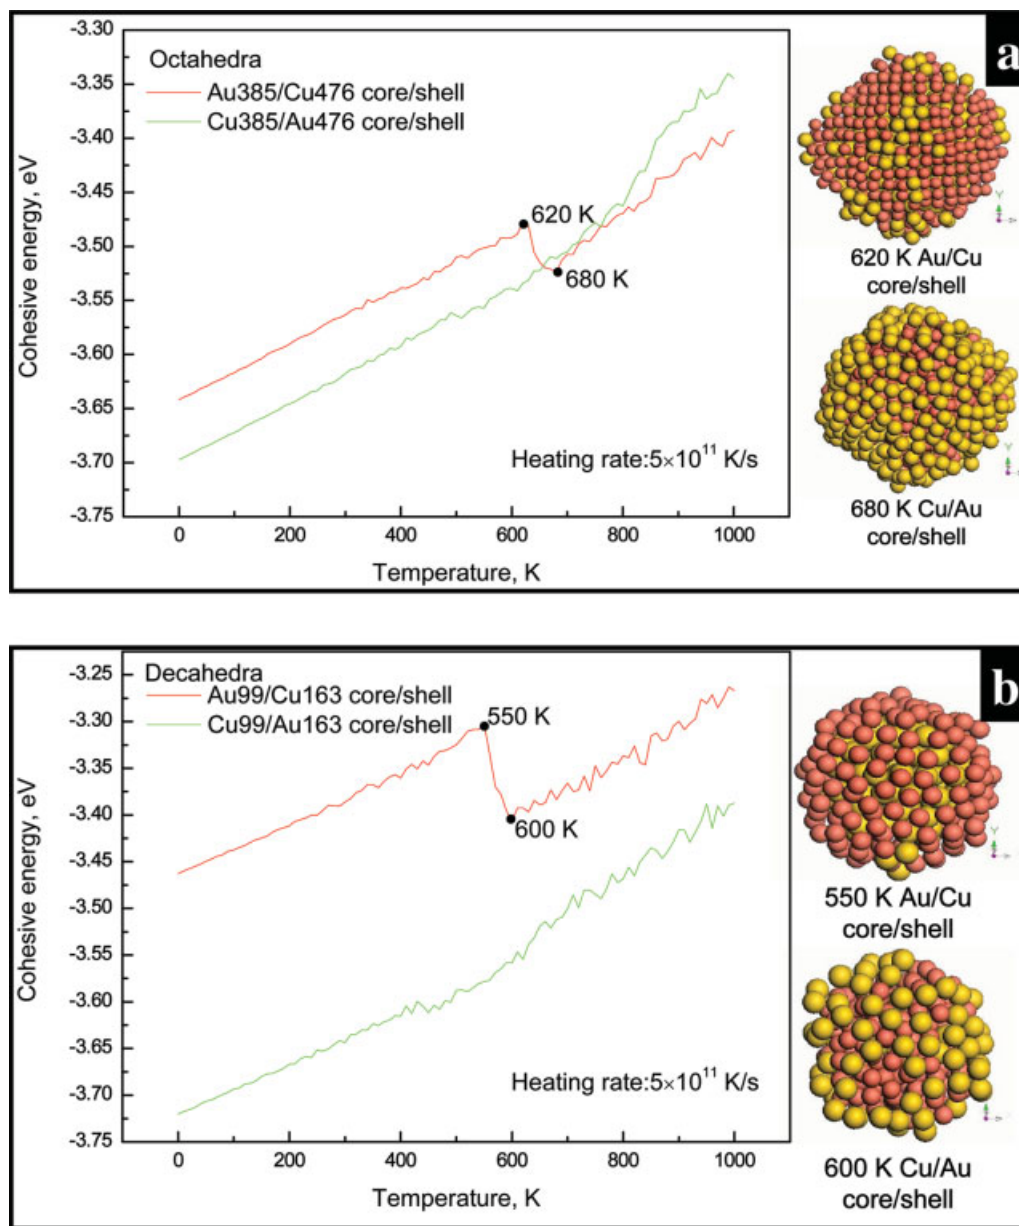 a
Octahedra
Au385/Cu476 core/shell
Cu385/Au476 core/shell
Cohesive energy, eV
-3.30
-3.35
-3.40
-3.45
-3.50
-3.55
-3.60
-3.65
-3.70
-3.75
620 K
680 K
Heating rate:5×10¹¹ K/s
0 200 400 600 800 1000
Temperature, K
Y
620 K Au/Cu
core/shell
Y
680 K Cu/Au
core/shell
b
Decahedra
Au99/Cu163 core/shell
Cu99/Au163 core/shell
Cohesive energy, eV
-3.25
-3.30
-3.35
-3.40
-3.45
-3.50
-3.55
-3.60
-3.65
-3.70
-3.75
550 K
600 K
Heating rate:5×10¹¹ K/s
0 200 400 600 800 1000
Temperature, K
Y
550 K Au/Cu
core/shell
600 K Cu/Au
core/shell